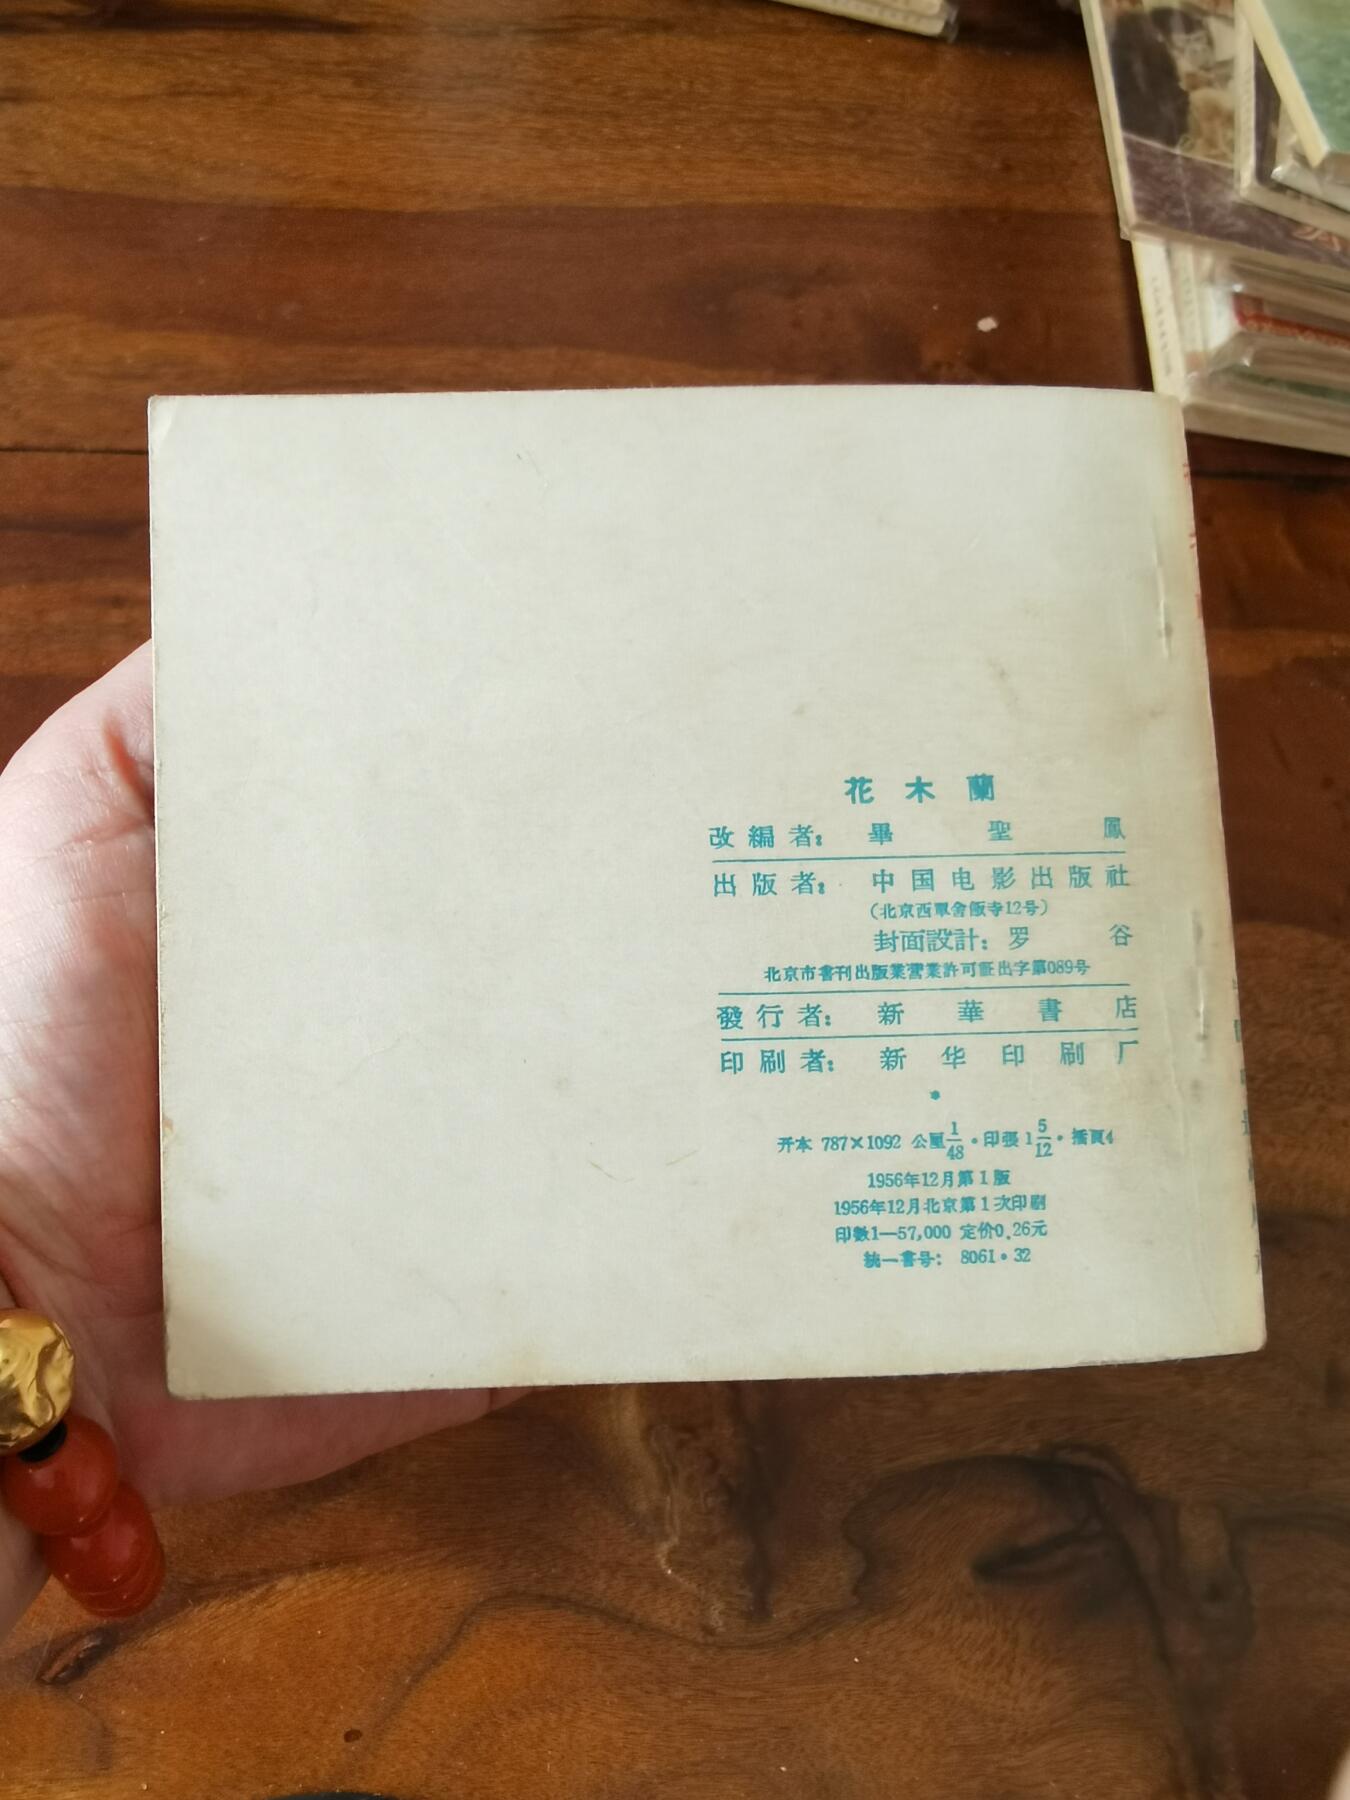 花木蘭
改編者：畢聖鳳
出版者：中国电影出版社
（北京西單舍飯寺12号）
封面設計：罗谷
北京市書刊出版業營業許可証出字第089号
發行者：新華書店
印刷者：新华印刷厂
开本 787×1092 公厘 1/48・印張 1 5/12・插頁4
1956年12月第1版
1956年12月北京第1次印刷
印數1—57,000 定价0.26元
統一書号： 8061・32